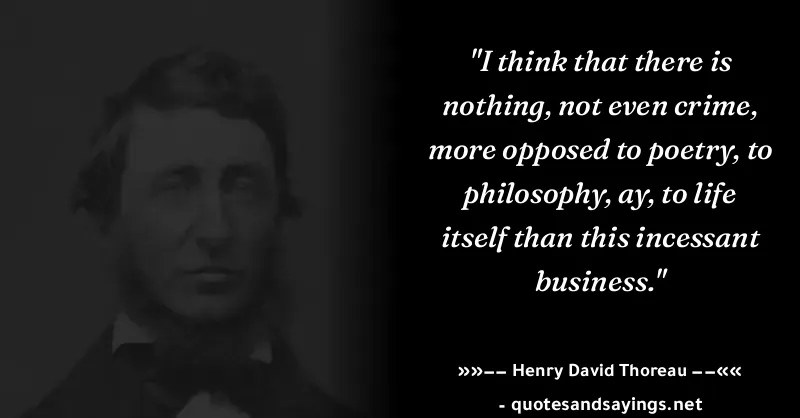 "I think that there is
nothing, not even crime,
more opposed to poetry, to
philosophy, ay, to life
itself than this incessant
business."
»»−− Henry David Thoreau −−««
- quotesandsayings.net